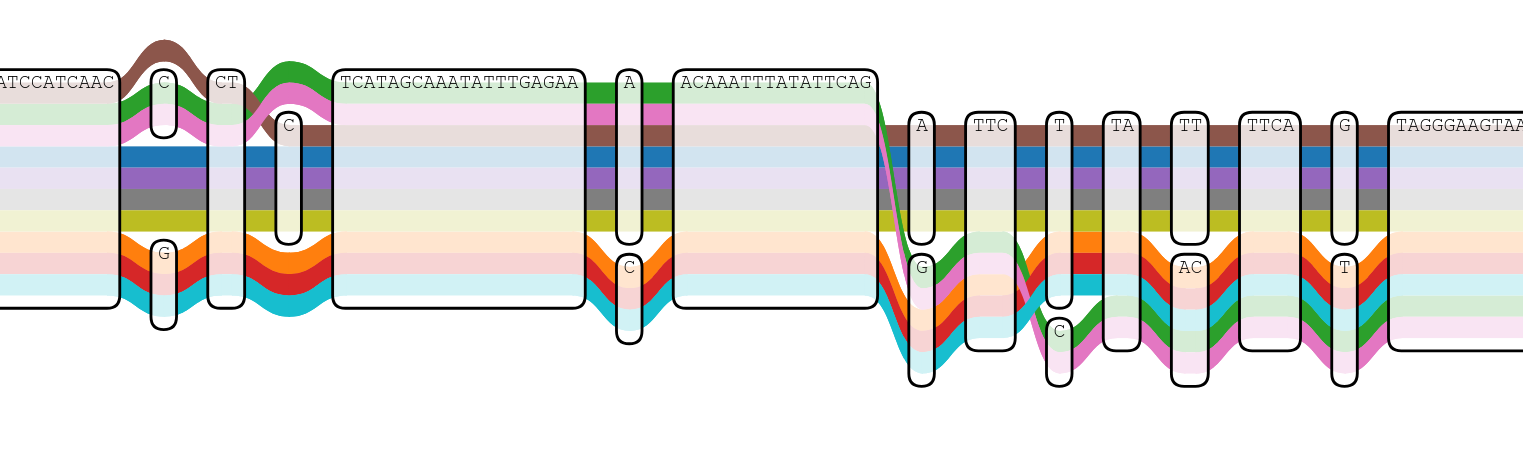 ATCCATCAAC C CT C TCATAGCAAATATTTGAGAA A ACAAATTTATATTCAG A TTC T TA TT TTCA G TAGGGAAGTAA
G C G AC T
C